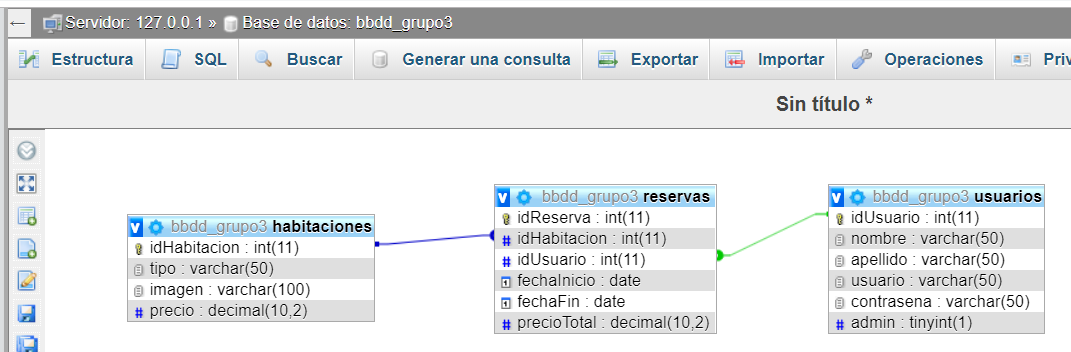 Servidor: 127.0.0.1 » Base de datos: bbdd_grupo3
Estructura SQL Buscar Generar una consulta Exportar Importar Operaciones Priv
Sin título *
bbdd_grupo3 habitaciones
idHabitacion : int(11)
tipo : varchar(50)
imagen : varchar(100)
precio : decimal(10,2)
bbdd_grupo3 reservas
idReserva : int(11)
idHabitacion : int(11)
idUsuario : int(11)
fechaInicio : date
fechaFin : date
precioTotal : decimal(10,2)
bbdd_grupo3 usuarios
idUsuario : int(11)
nombre : varchar(50)
apellido : varchar(50)
usuario : varchar(50)
contrasena : varchar(50)
admin : tinyint(1)